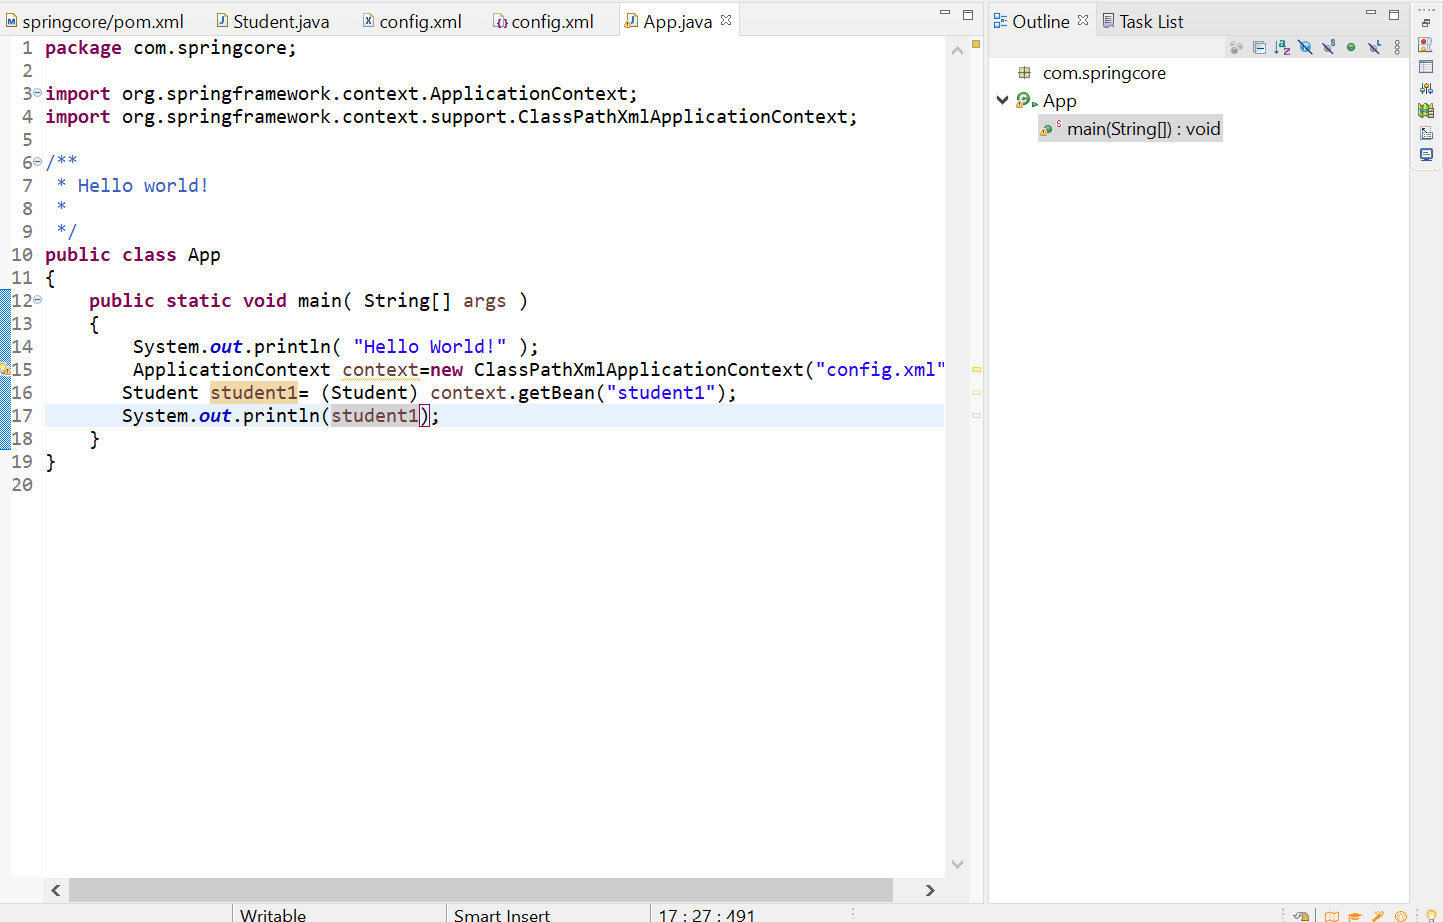 springcore/pom.xml Student.java config.xml config.xml App.java
Outline Task List
1 package com.springcore;
2
3 import org.springframework.context.ApplicationContext;
4 import org.springframework.context.support.ClassPathXmlApplicationContext;
5
6 /**
7 * Hello world!
8 *
9 */
10 public class App
11 {
12 public static void main( String[] args )
13 {
14 System.out.println( "Hello World!" );
15 ApplicationContext context=new ClassPathXmlApplicationContext("config.xml"
16 Student student1= (Student) context.getBean("student1");
17 System.out.println(student1);
18 }
19 }
20
com.springcore
App
main(String[]) : void
Writable Smart Insert 17 : 27 : 491